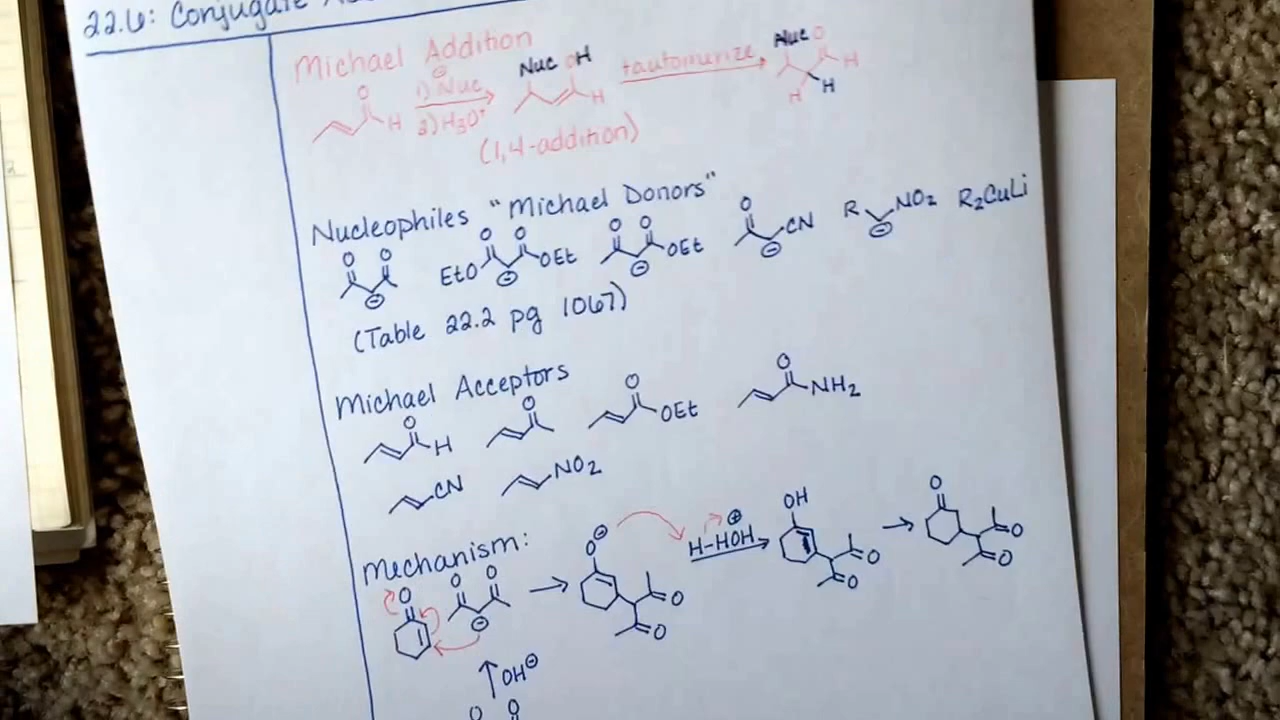 22.6: Conjugate
Michael Addition
O H 1) ⊖Nuc 2) H3O⁺ Nuc OH H tautomerize Nuc O H H H
(1,4-addition)
Nucleophiles "Michael Donors"
O O ⊖ EtO O O OEt ⊖ O O OEt ⊖ O CN ⊖ R NO2 ⊖ R2CuLi
(Table 22.2 pg 1067)
Michael Acceptors
O H O O OEt O NH2
CN NO2
Mechanism:
O O O ⊖ → O⊖ O O H-HOH ⊕ → OH O O → O O O
↑ OH⊖
O O